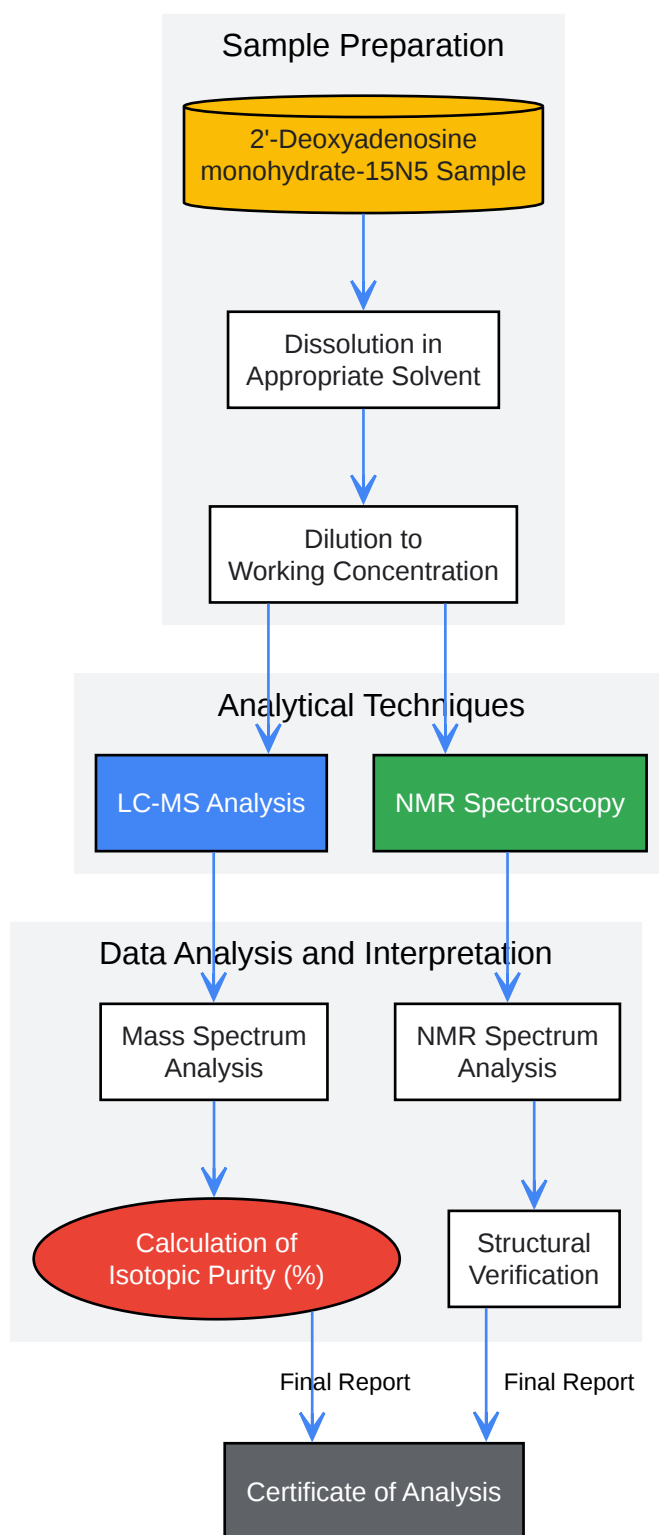 Sample Preparation
2'-Deoxyadenosine
monohydrate-15N5 Sample
Dissolution in
Appropriate Solvent
Dilution to
Working Concentration
Analytical Techniques
LC-MS Analysis
NMR Spectroscopy
Data Analysis and Interpretation
Mass Spectrum
Analysis
NMR Spectrum
Analysis
Calculation of
Isotopic Purity (%)
Structural
Verification
Final Report
Final Report
Certificate of Analysis